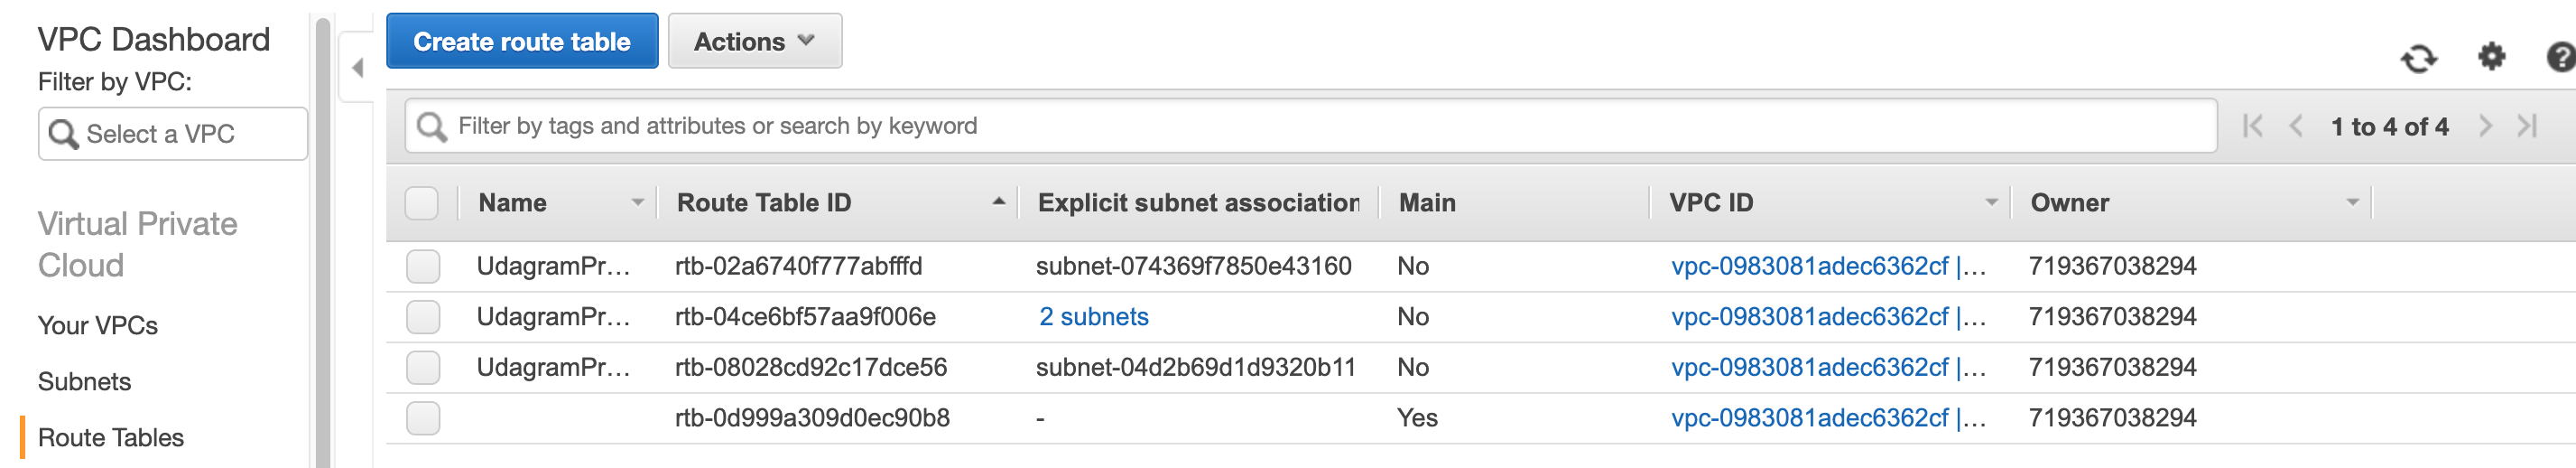 VPC Dashboard
Filter by VPC:
Select a VPC
Virtual Private
Cloud
Your VPCs
Subnets
Route Tables
Create route table Actions
Filter by tags and attributes or search by keyword 1 to 4 of 4
Name Route Table ID Explicit subnet association Main VPC ID Owner
UdagramPr... rtb-02a6740f777abfffd subnet-074369f7850e43160 No vpc-0983081adec6362cf |... 719367038294
UdagramPr... rtb-04ce6bf57aa9f006e 2 subnets No vpc-0983081adec6362cf |... 719367038294
UdagramPr... rtb-08028cd92c17dce56 subnet-04d2b69d1d9320b11 No vpc-0983081adec6362cf |... 719367038294
rtb-0d999a309d0ec90b8 - Yes vpc-0983081adec6362cf |... 719367038294